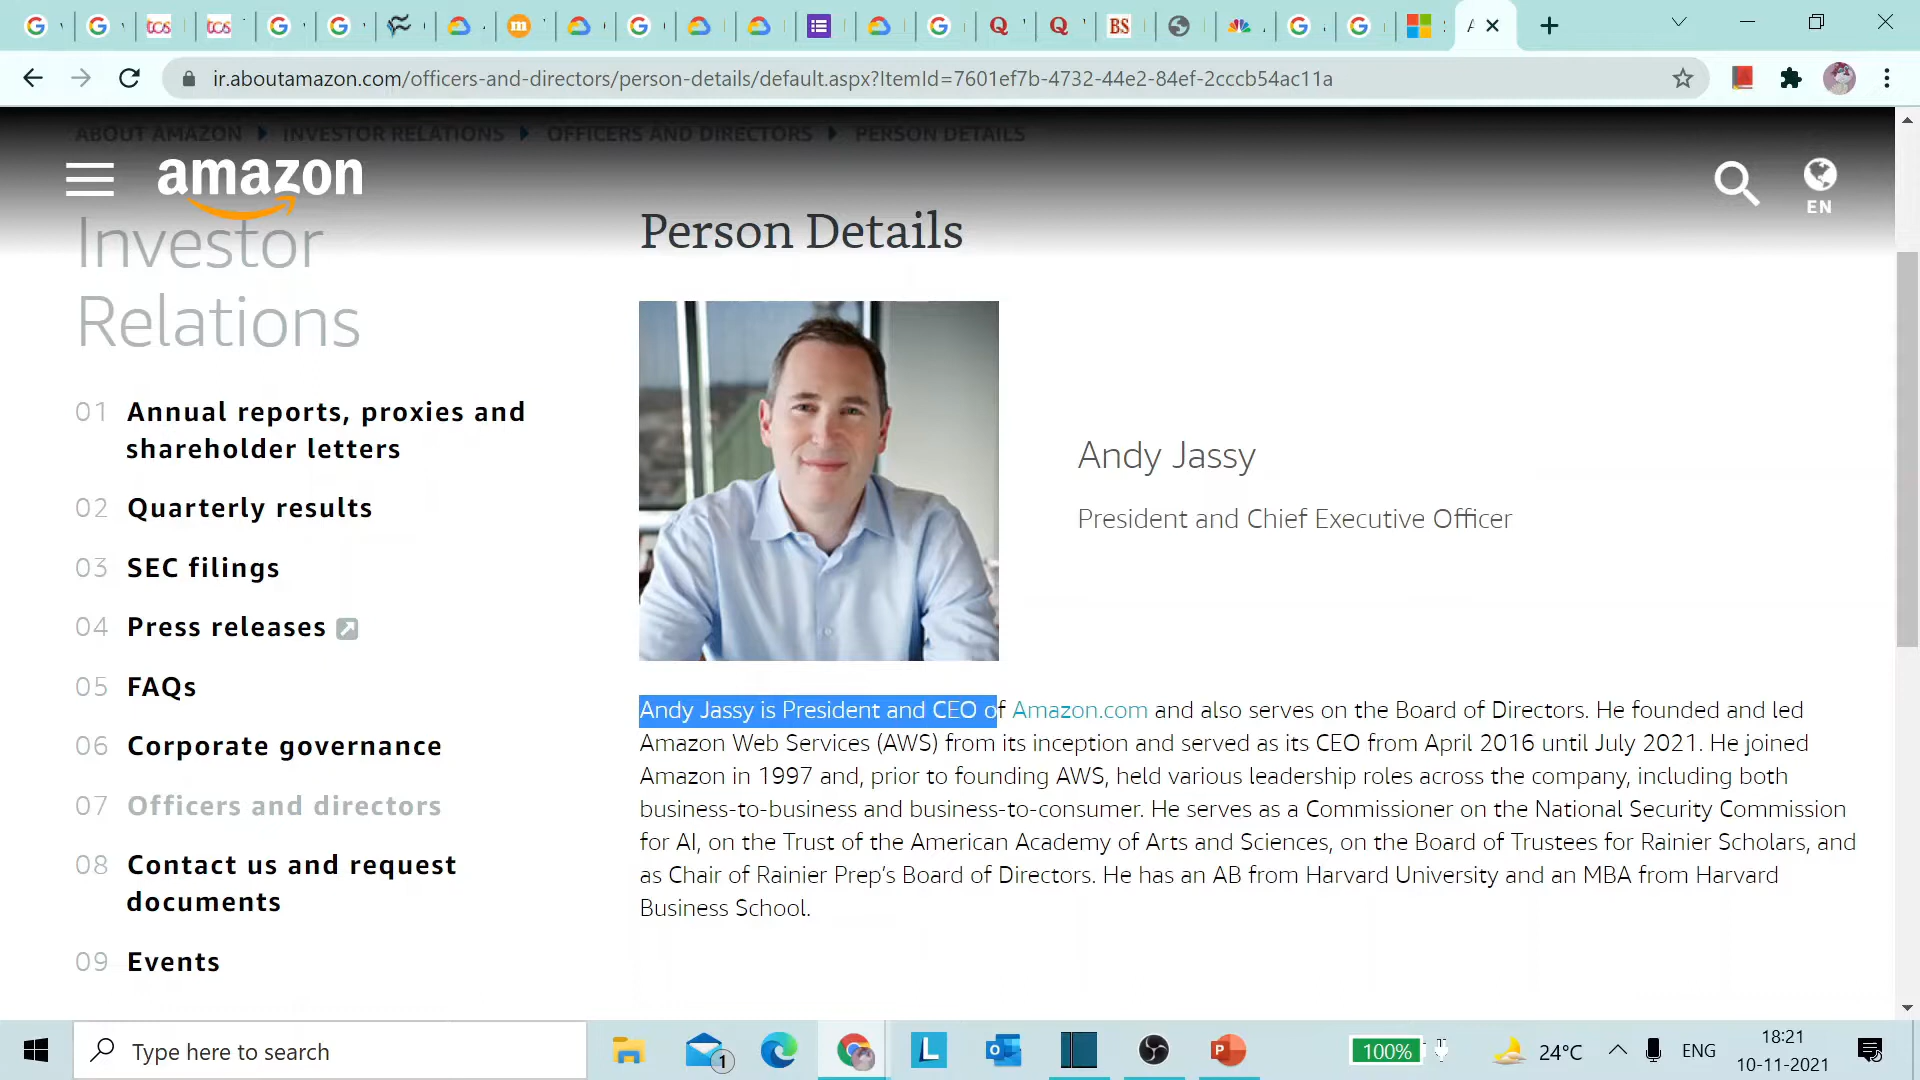 ir.aboutamazon.com/officers-and-directors/person-details/default.aspx?ItemId=7601ef7b-4732-44e2-84ef-2cccb54ac11a
ABOUT AMAZON INVESTOR RELATIONS OFFICERS AND DIRECTORS PERSON DETAILS
amazon
EN
Investor
Relations
01 Annual reports, proxies and
shareholder letters
02 Quarterly results
03 SEC filings
04 Press releases
05 FAQs
06 Corporate governance
07 Officers and directors
08 Contact us and request
documents
09 Events
Person Details
Andy Jassy
President and Chief Executive Officer
Andy Jassy is President and CEO of Amazon.com and also serves on the Board of Directors. He founded and led
Amazon Web Services (AWS) from its inception and served as its CEO from April 2016 until July 2021. He joined
Amazon in 1997 and, prior to founding AWS, held various leadership roles across the company, including both
business-to-business and business-to-consumer. He serves as a Commissioner on the National Security Commission
for AI, on the Trust of the American Academy of Arts and Sciences, on the Board of Trustees for Rainier Scholars, and
as Chair of Rainier Prep’s Board of Directors. He has an AB from Harvard University and an MBA from Harvard
Business School.
Type here to search
1
L
100%
24°C
ENG
18:21
10-11-2021